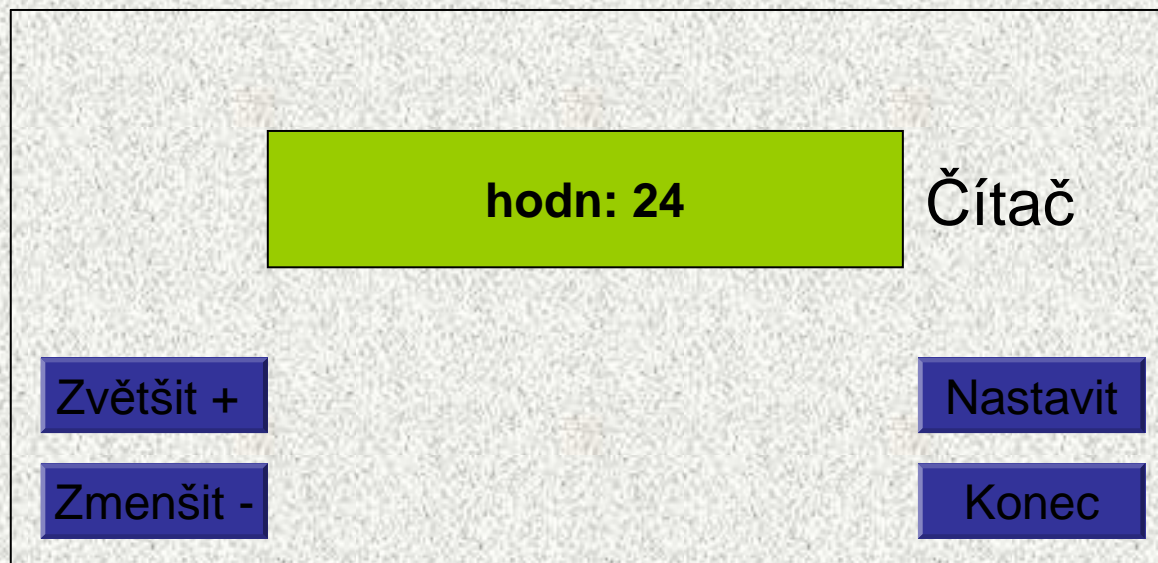 hodn: 24
Čítač
Zvětšit +
Nastavit
Zmenšit -
Konec